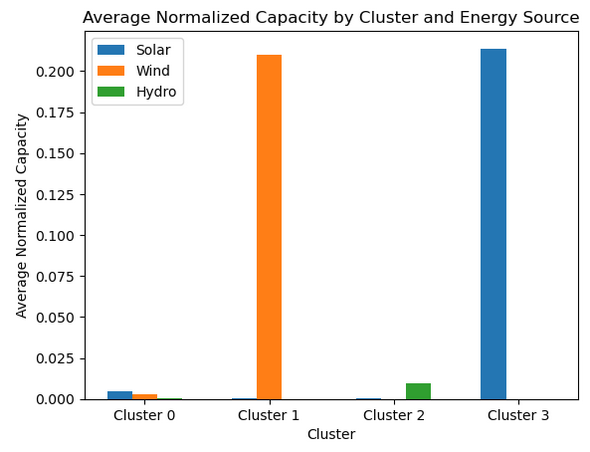 Average Normalized Capacity by Cluster and Energy Source
Solar
Wind
Hydro
Average Normalized Capacity
0.200
0.175
0.150
0.125
0.100
0.075
0.050
0.025
0.000
Cluster 0 Cluster 1 Cluster 2 Cluster 3
Cluster